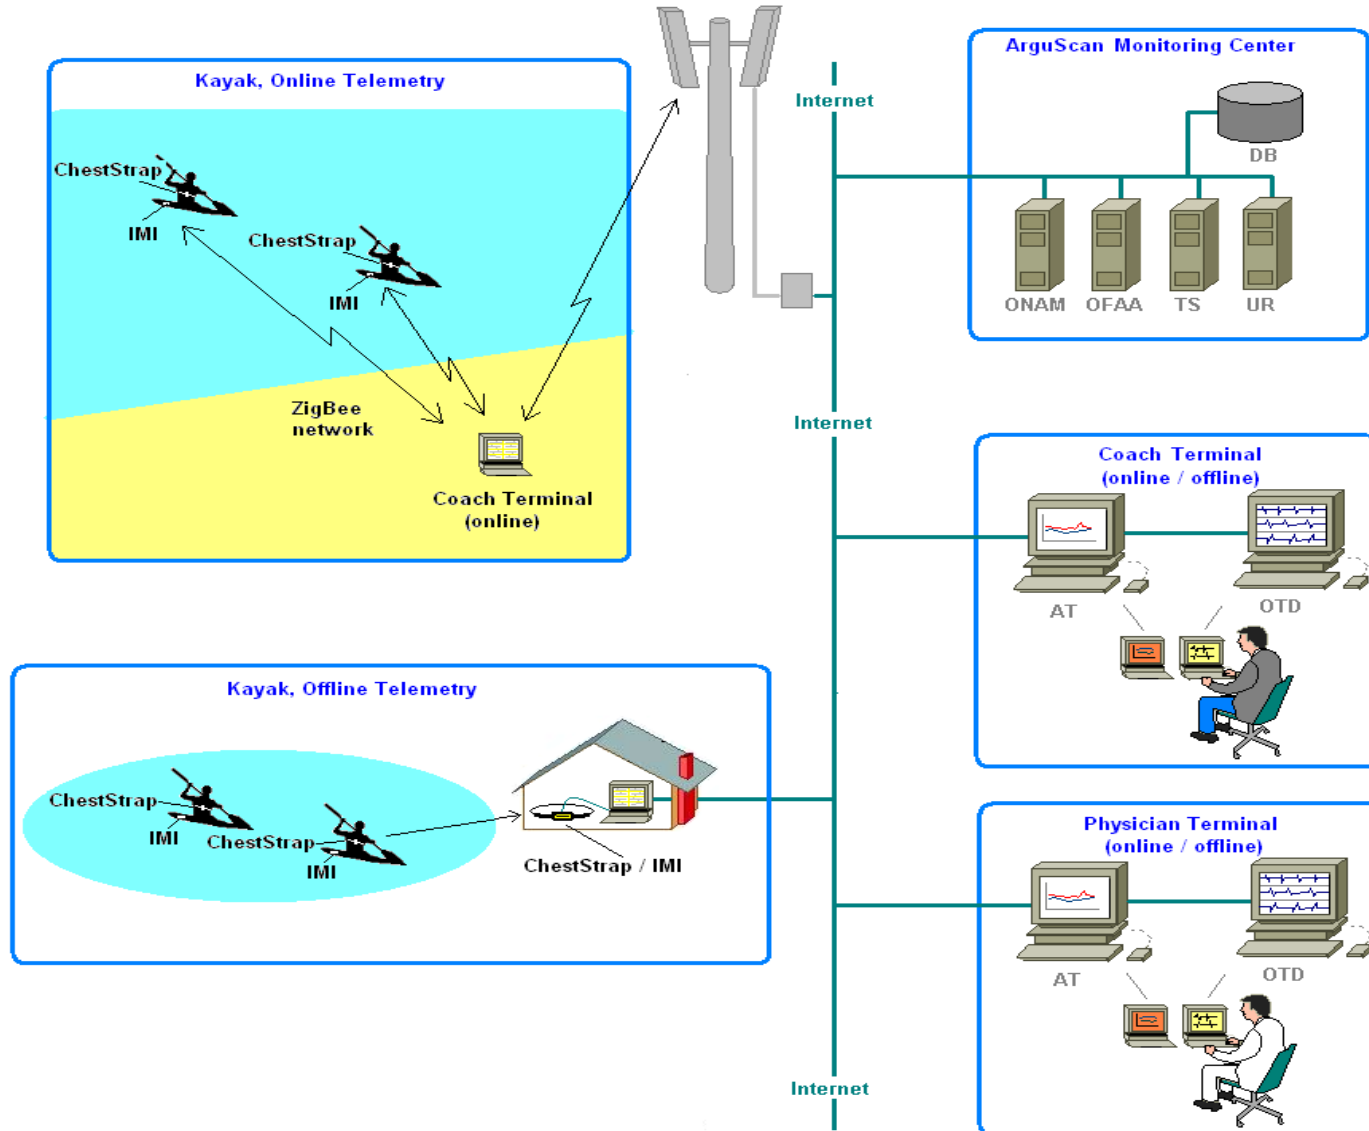 Kayak, Online Telemetry
ChestStrap
IMI
ChestStrap
IMI
ZigBee
network
Coach Terminal
(online)
Internet
ArguScan Monitoring Center
DB
ONAM
OFAA
TS
UR
Internet
Coach Terminal
(online / offline)
AT
OTD
Kayak, Offline Telemetry
ChestStrap
IMI
ChestStrap
IMI
ChestStrap / IMI
Physician Terminal
(online / offline)
AT
OTD
Internet